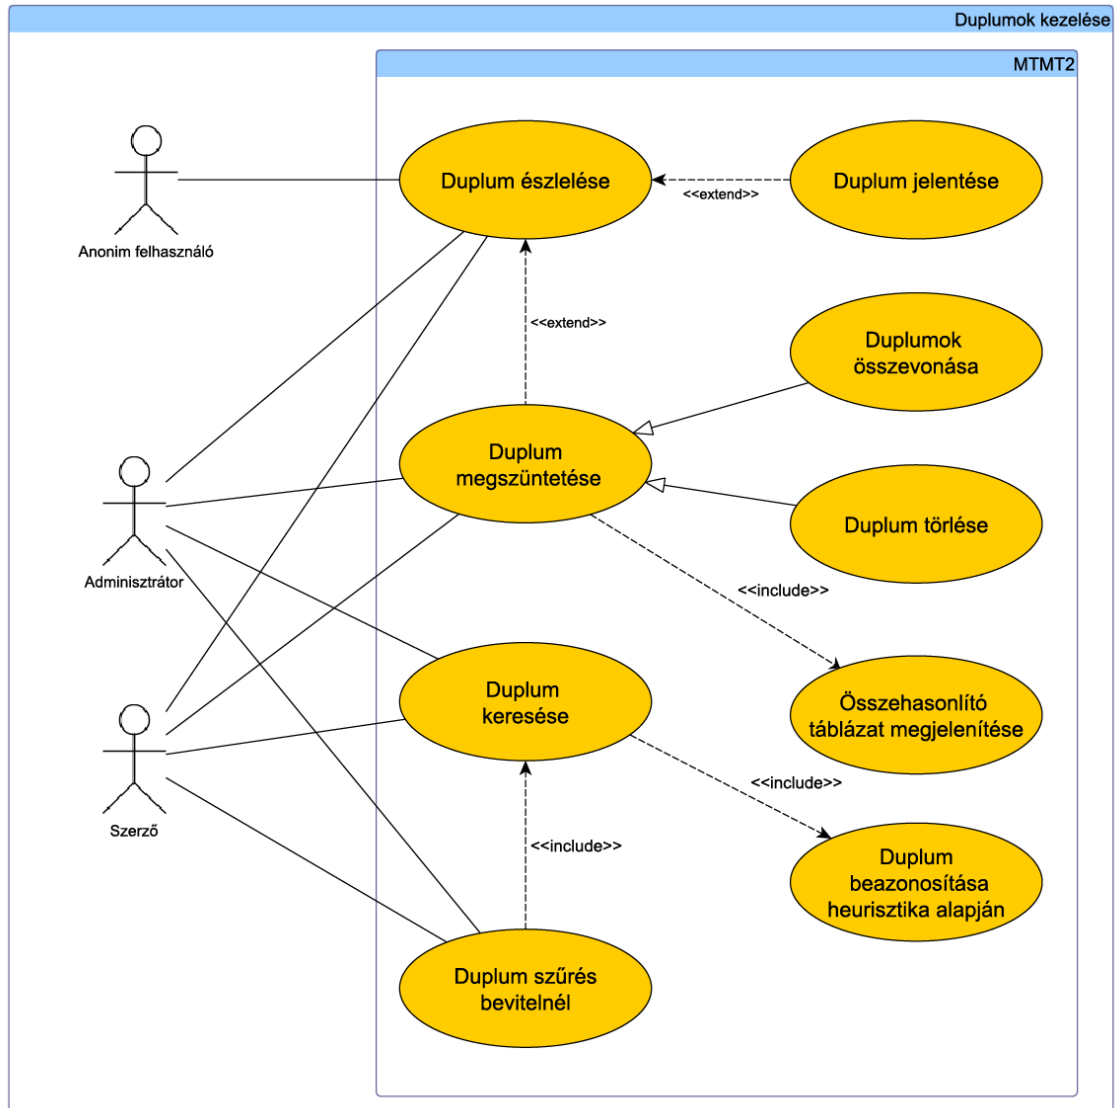 Duplumok kezelése
MTMT2
Anonim felhasználó
Duplum észlelése
<<extend>>
Duplum jelentése
<<extend>>
Duplumok
összevonása
Adminisztrátor
Duplum
megszüntetése
Duplum törlése
<<include>>
Szerző
Duplum
keresése
Összehasonlító
táblázat megjelenítése
<<include>>
<<include>>
Duplum
beazonosítása
heurisztika alapján
Duplum szűrés
bevitelnél